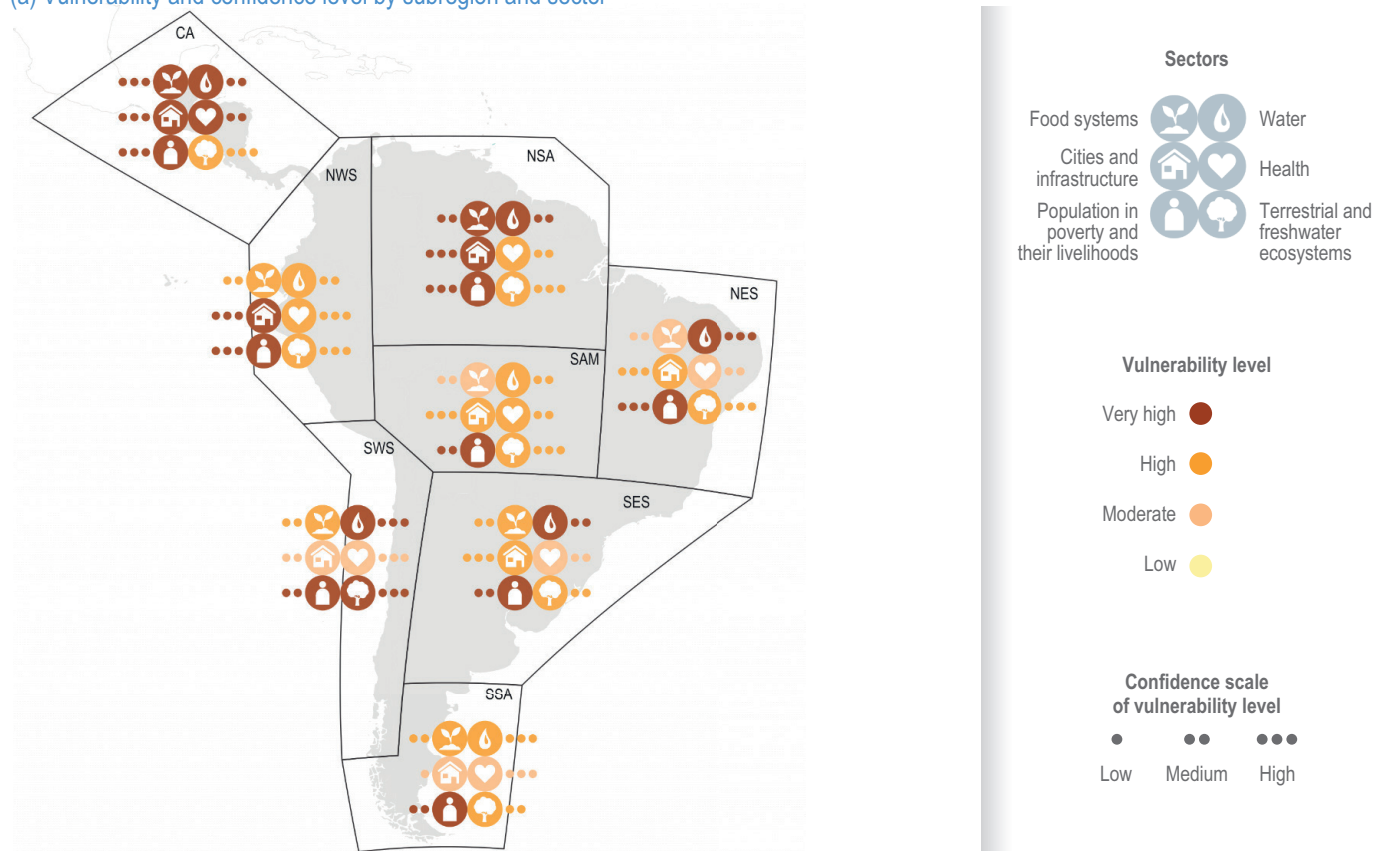 (a) Vulnerability and confidence level by subregion and sector
CA
NWS
NSA
NES
SAM
SWS
SES
SSA
Sectors
Food systems
Water
Cities and
infrastructure
Health
Population in
poverty and
their livelihoods
Terrestrial and
freshwater
ecosystems
Vulnerability level
Very high
High
Moderate
Low
Confidence scale
of vulnerability level
Low Medium High